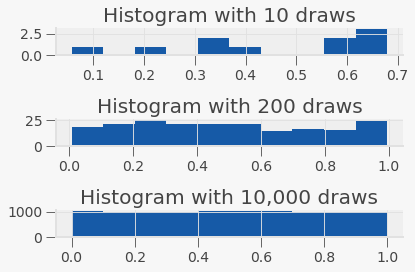 Histogram with 10 draws
2.5
0.0
0.1 0.2 0.3 0.4 0.5 0.6 0.7
Histogram with 200 draws
25
0
0.0 0.2 0.4 0.6 0.8 1.0
Histogram with 10,000 draws
1000
0
0.0 0.2 0.4 0.6 0.8 1.0